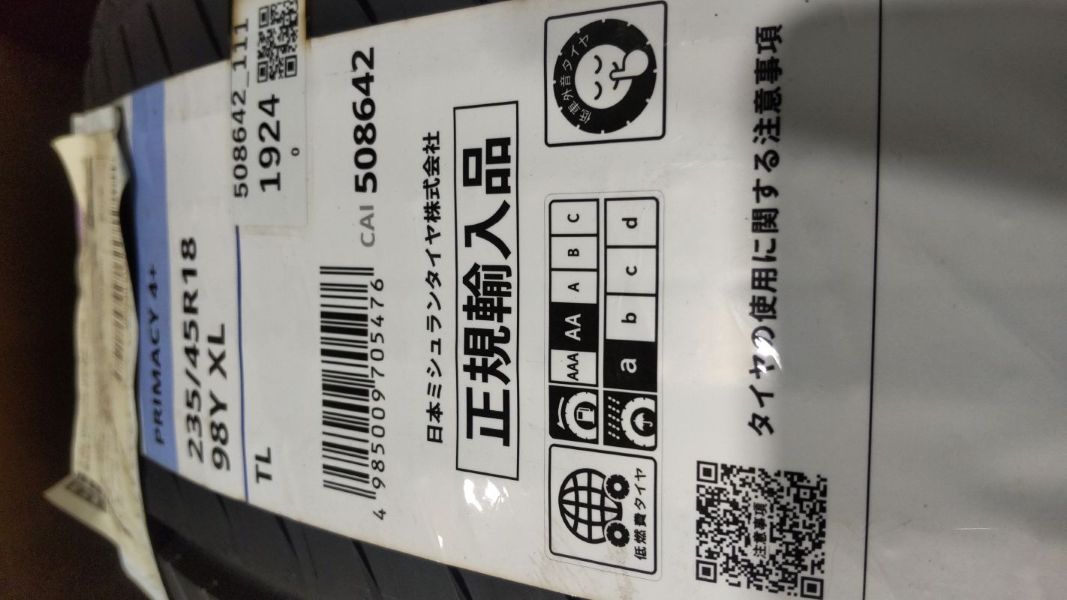 PRIMACY 4+
235/45R18
98Y XL
508642_111
1924
0
TL
4985009705476
CAI 508642
日本ミシュランタイヤ株式会社
正規輸入品
低燃費タイヤ
AAA AA A B C
a b c d
低車外音タイヤ
タイヤの使用に関する注意事項
注意事項